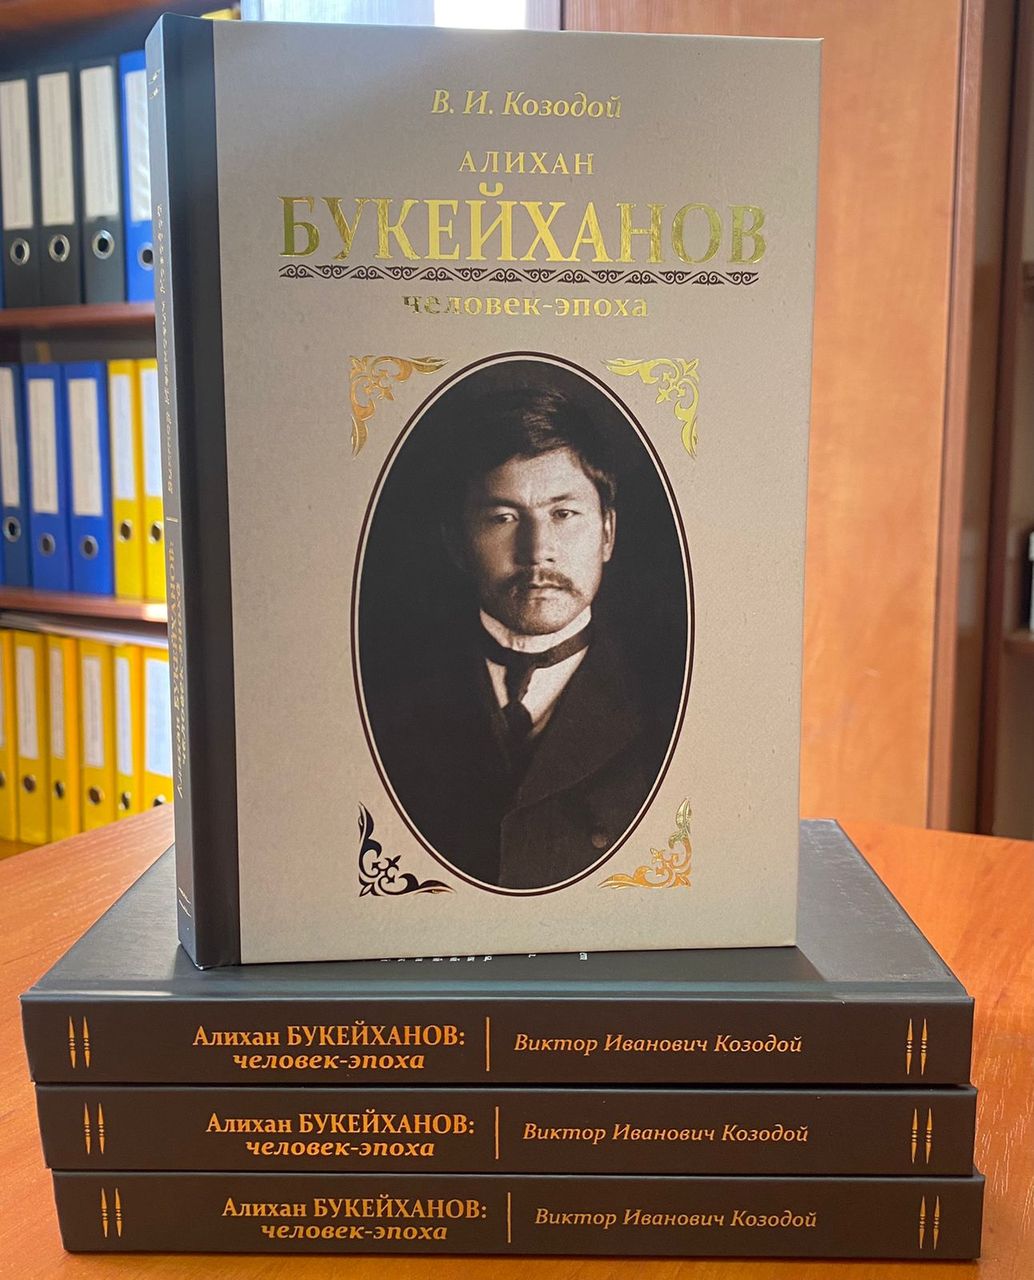 В. И. Козодой
АЛИХАН
БУКЕЙХАНОВ
человек-эпоха
Алихан БУКЕЙХАНОВ:
человек-эпоха
Виктор Иванович Козодой
Алихан БУКЕЙХАНОВ:
человек-эпоха
Виктор Иванович Козодой
Алихан БУКЕЙХАНОВ:
человек-эпоха
Виктор Иванович Козодой
Алихан БУКЕЙХАНОВ:
человек-эпоха
Виктор Иванович Козодой